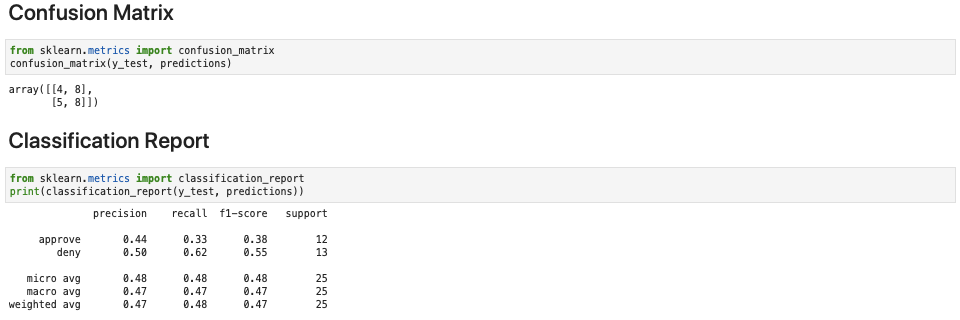 Confusion Matrix
from sklearn.metrics import confusion_matrix
confusion_matrix(y_test, predictions)
array([[4, 8],
       [5, 8]])
Classification Report
from sklearn.metrics import classification_report
print(classification_report(y_test, predictions))
              precision    recall  f1-score   support
     approve       0.44      0.33      0.38        12
        deny       0.50      0.62      0.55        13
   micro avg       0.48      0.48      0.48        25
   macro avg       0.47      0.47      0.47        25
weighted avg       0.47      0.48      0.47        25